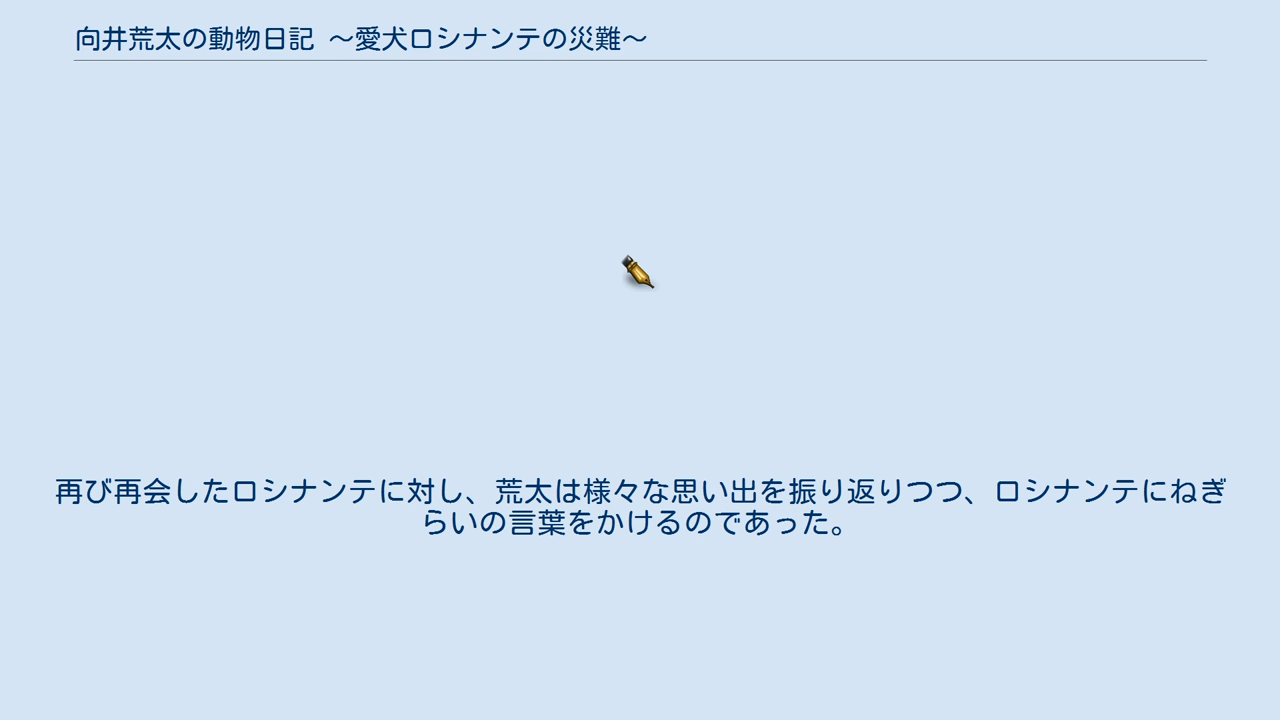 向井荒太の動物日記 ～愛犬ロシナンテの災難～
再び再会したロシナンテに対し、荒太は様々な思い出を振り返りつつ、ロシナンテにねぎ
らいの言葉をかけるのであった。